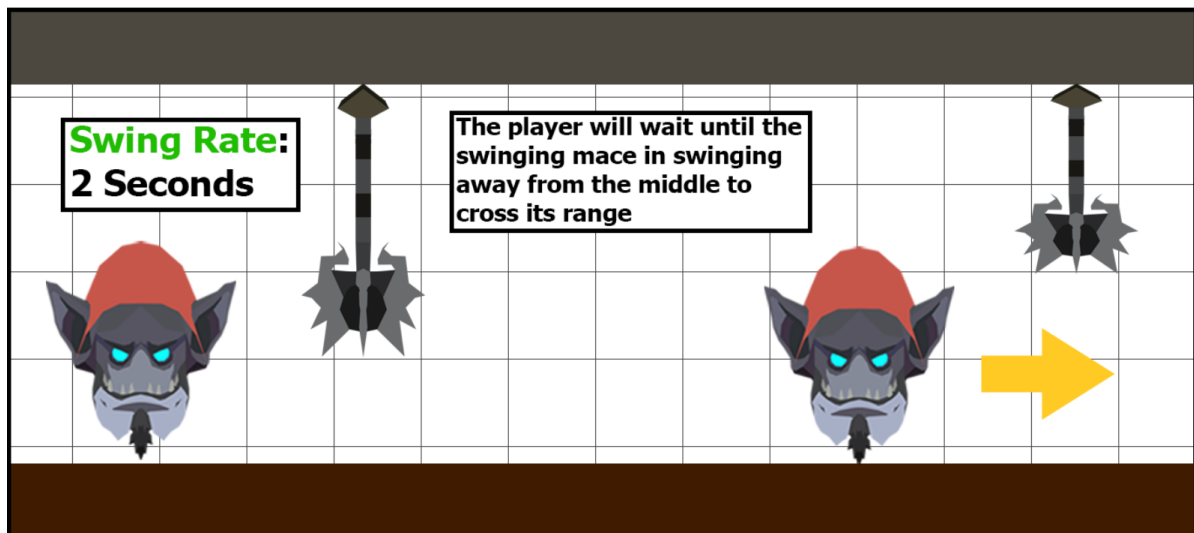 Swing Rate:
2 Seconds
The player will wait until the
swinging mace in swinging
away from the middle to
cross its range